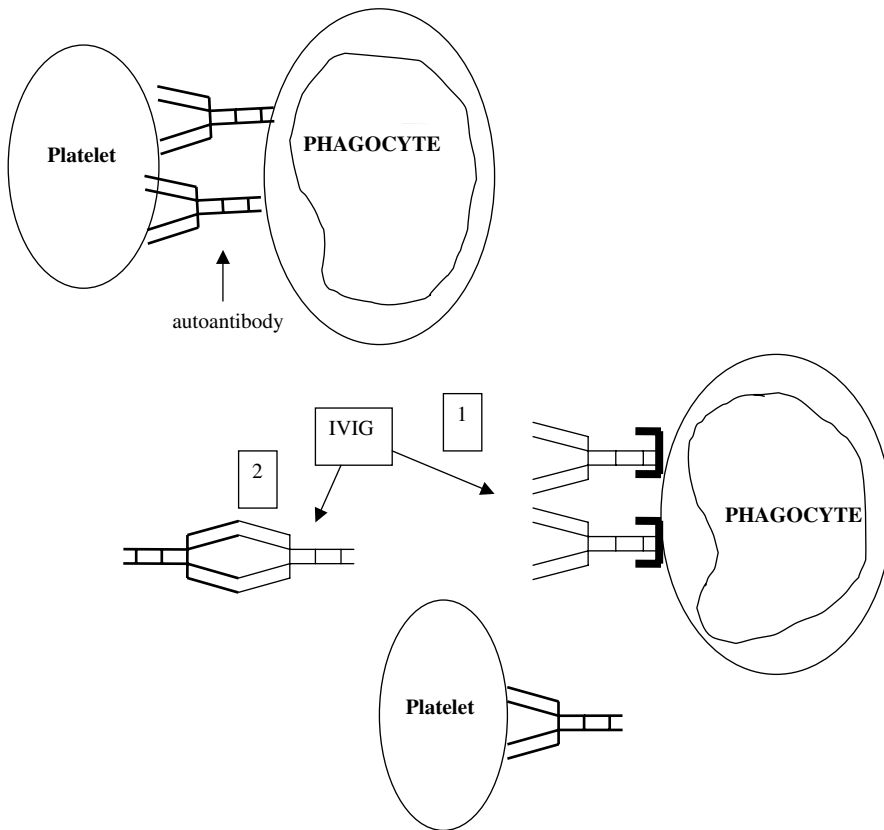 Platelet
PHAGOCYTE
autoantibody
IVIG
1
2
PHAGOCYTE
Platelet